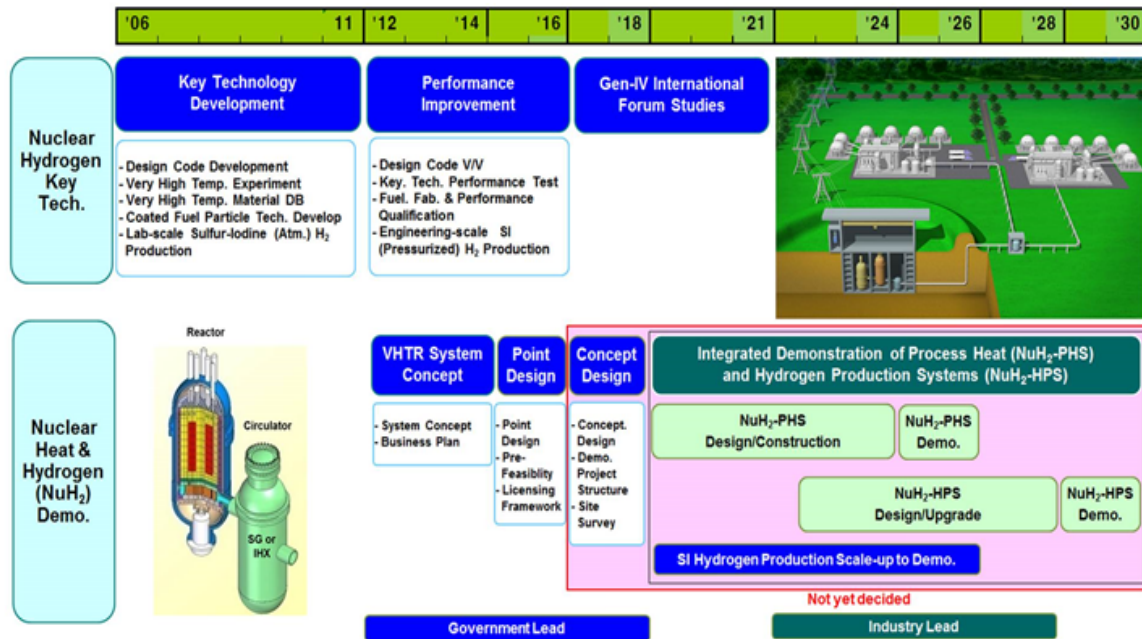 '06 11 '12 '14 '16 '18 '21 '24 '26 '28 '30
Nuclear
Hydrogen
Key
Tech.
Key Technology
Development
- Design Code Development
- Very High Temp. Experiment
- Very High Temp. Material DB
- Coated Fuel Particle Tech. Develop
- Lab-scale Sulfur-Iodine (Atm.) H₂
Production
Performance
Improvement
- Design Code V/V
- Key. Tech. Performance Test
- Fuel. Fab. & Performance
Qualification
- Engineering-scale SI
(Pressurized) H₂ Production
Gen-IV International
Forum Studies
Nuclear
Heat &
Hydrogen
(NuH₂)
Demo.
Reactor
Circulator
SG or
IHX
VHTR System
Concept
- System Concept
- Business Plan
Point
Design
- Point
Design
- Pre-
Feasiblity
- Licensing
Framework
Concept
Design
- Concept.
Design
- Demo.
Project
Structure
- Site
Survey
Integrated Demonstration of Process Heat (NuH₂-PHS)
and Hydrogen Production Systems (NuH₂-HPS)
NuH₂-PHS
Design/Construction
NuH₂-PHS
Demo.
NuH₂-HPS
Design/Upgrade
NuH₂-HPS
Demo.
SI Hydrogen Production Scale-up to Demo.
Not yet decided
Government Lead
Industry Lead